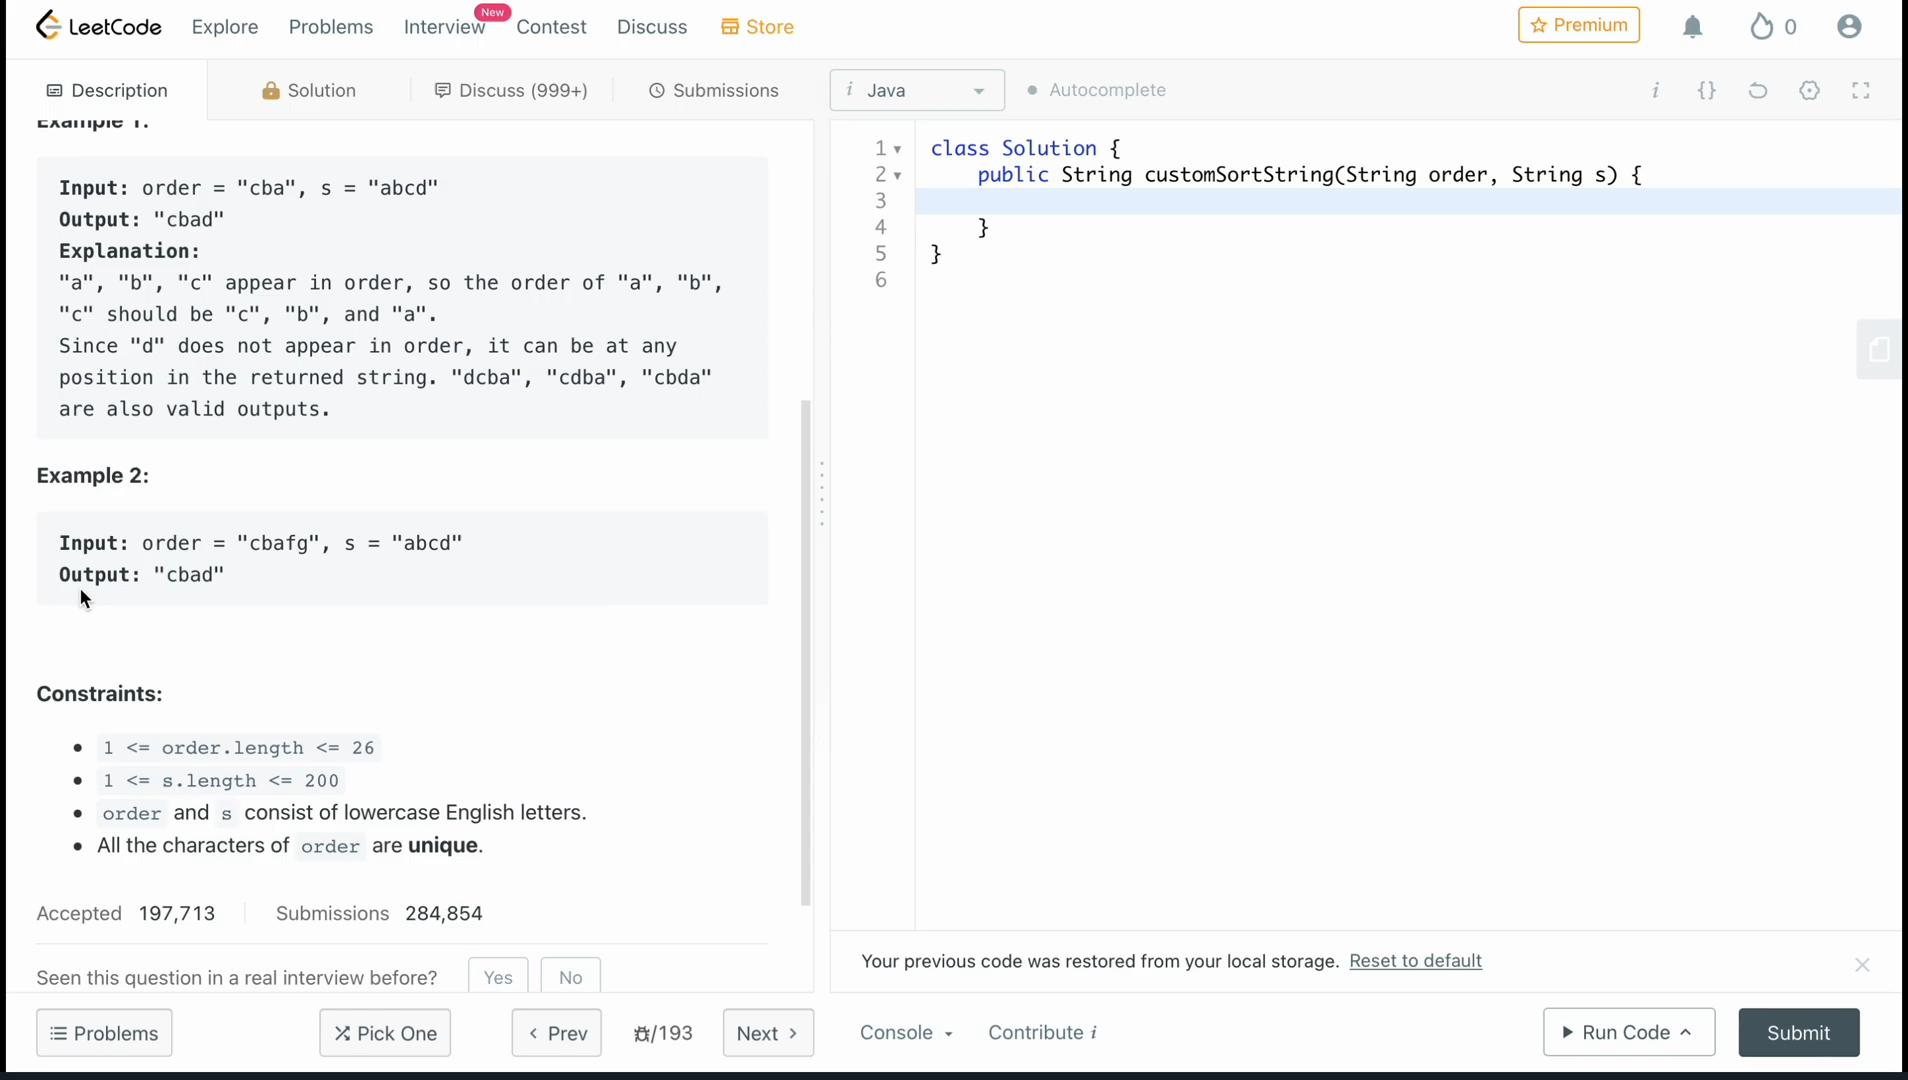 LeetCode Explore Problems Interview New Contest Discuss Store Premium 0
Description Solution Discuss (999+) Submissions
Example 1:
Input: order = "cba", s = "abcd"
Output: "cbad"
Explanation:
"a", "b", "c" appear in order, so the order of "a", "b",
"c" should be "c", "b", and "a".
Since "d" does not appear in order, it can be at any
position in the returned string. "dcba", "cdba", "cbda"
are also valid outputs.
Example 2:
Input: order = "cbafg", s = "abcd"
Output: "cbad"
Constraints:
1 <= order.length <= 26
1 <= s.length <= 200
order and s consist of lowercase English letters.
All the characters of order are unique.
Accepted 197,713 Submissions 284,854
Seen this question in a real interview before? Yes No
Problems Pick One Prev /193 Next
i Java Autocomplete i {}
1 class Solution {
2 public String customSortString(String order, String s) {
3
4 }
5 }
6
Your previous code was restored from your local storage. Reset to default
Console Contribute i Run Code Submit